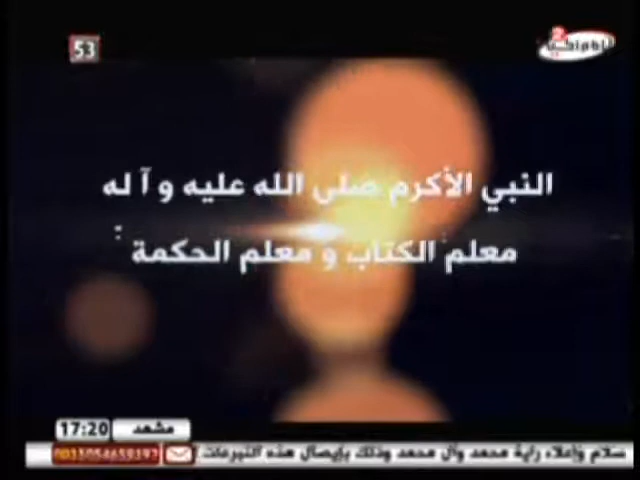 53
النبي الأكرم صلى الله عليه و آ له
معلم الكتاب و معلم الحكمة :
17:20 مشهد
سلام وإعلاء راية محمد وآل محمد وذلك بإيصال هذه التبرعات